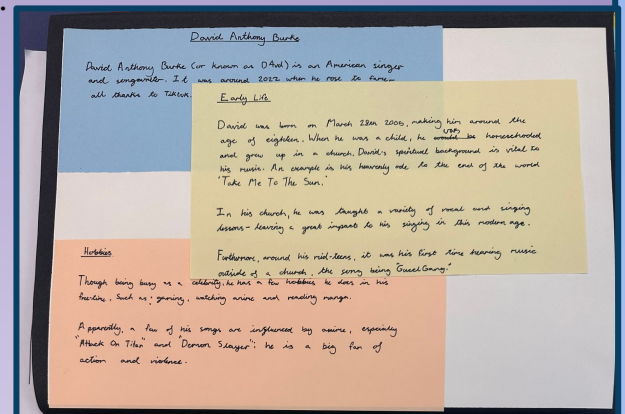 David Anthony Burke
David Anthony Burke (or known as D4vd) is an American singer
and songwriter. It was around 2022 when he rose to fame-
all thanks to Tiktok.
Early Life
David was born on March 28th 2005, making him around the
age of eighteen. When he was a child, he was homeschooled
and grew up in a church. David's spiritual background is vital to
his music. An example is his heavenly ode to the end of the world
'Take Me To The Sun.'
In his church, he was taught a variety of vocal and singing
lessons- leaving a great impact to his singing in this modern age.
Furthermore, around his mid-teens, it was his first time hearing music
outside of a church, the song being "Gucci Gang."
Hobbies
Though being busy as a celebrity, he has a few hobbies he does in his
free-time. Such as; gaming, watching anime and reading manga.
Apparently, a few of his songs are influenced by anime, especially
"Attack On Titan" and "Demon Slayer"; he is a big fan of
action and violence.